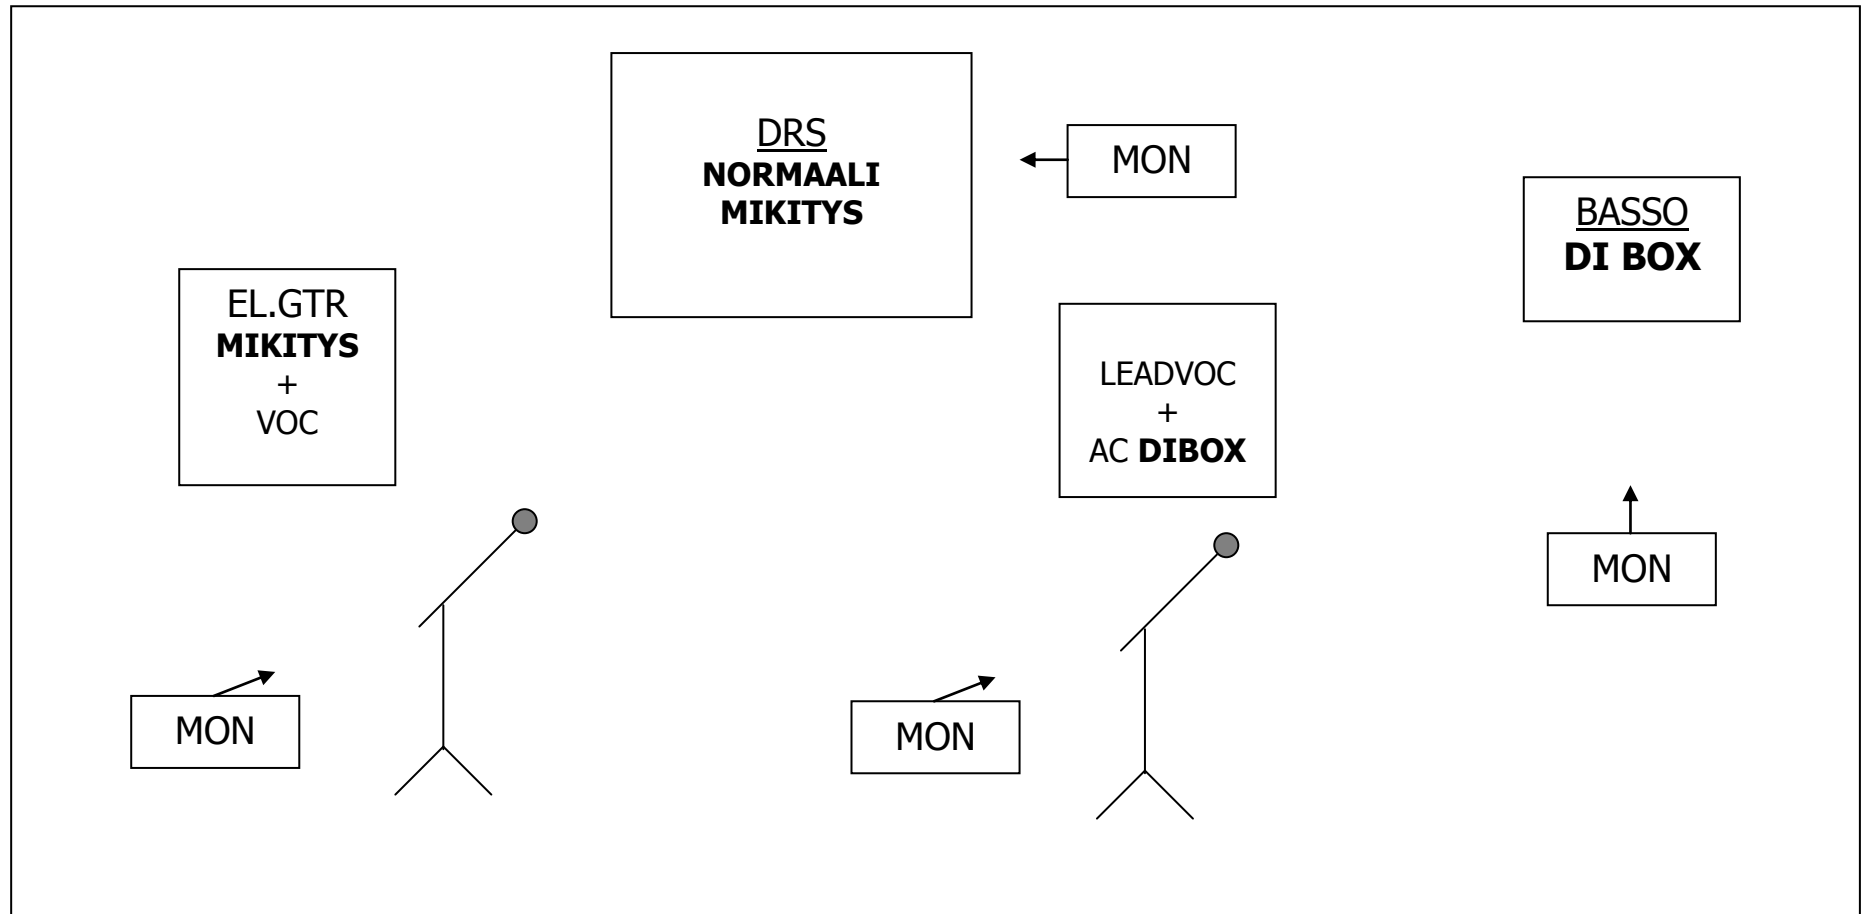 DRS
NORMAALI
MIKITYS
MON
BASSO
DI BOX
EL.GTR
MIKITYS
+
VOC
LEADVOC
+
AC DIBOX
MON
MON
MON